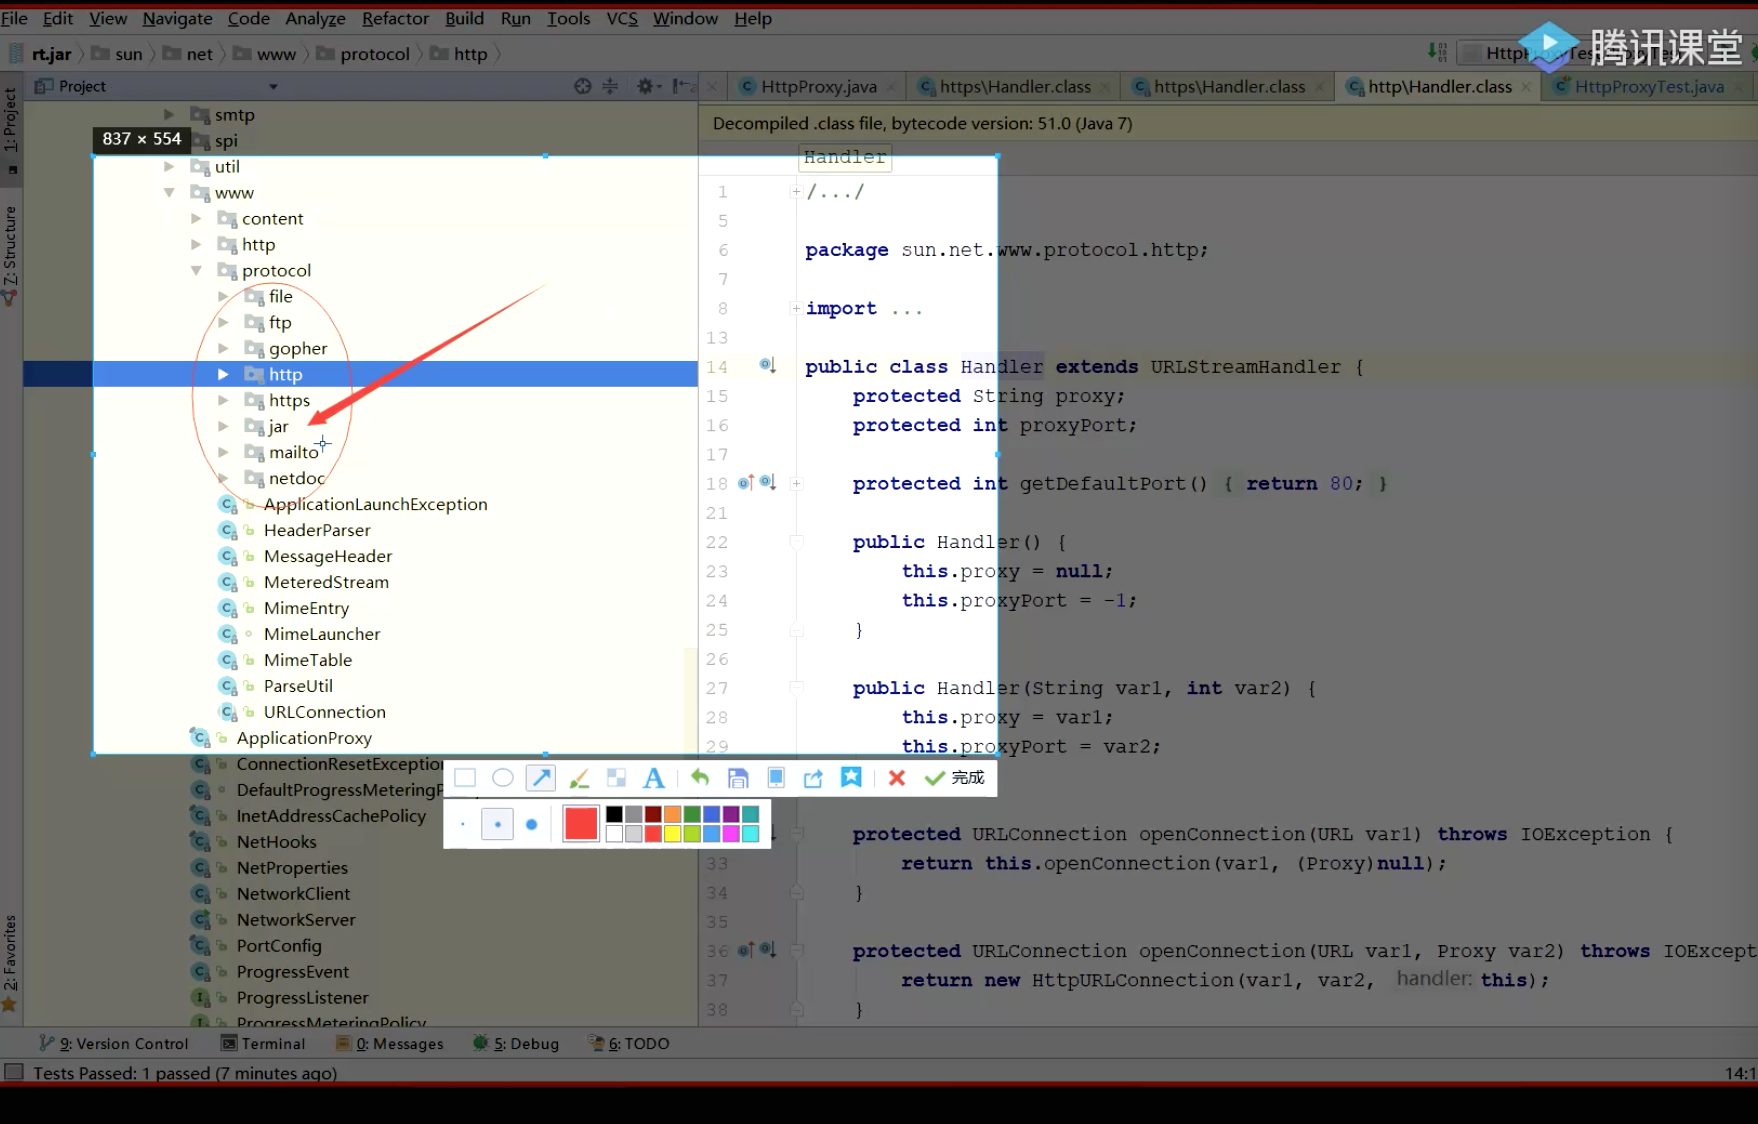 File Edit View Navigate Code Analyze Refactor Build Run Tools VCS Window Help
腾讯课堂
rt.jar sun net www protocol http
Project
HttpProxy.java https\Handler.class https\Handler.class http\Handler.class HttpProxyTest.java
1: Project
Z: Structure
2: Favorites
smtp
837 × 554
spi
util
www
content
http
protocol
file
ftp
gopher
http
https
jar
mailto
netdoc
ApplicationLaunchException
HeaderParser
MessageHeader
MeteredStream
MimeEntry
MimeLauncher
MimeTable
ParseUtil
URLConnection
ApplicationProxy
ConnectionResetException
DefaultProgressMeteringP
InetAddressCachePolicy
NetHooks
NetProperties
NetworkClient
NetworkServer
PortConfig
ProgressEvent
ProgressListener
ProgressMeteringPolicy
Decompiled .class file, bytecode version: 51.0 (Java 7)
Handler
1 /.../
5
6 package sun.net.www.protocol.http;
7
8 import ...
13
14 public class Handler extends URLStreamHandler {
15 protected String proxy;
16 protected int proxyPort;
17
18 protected int getDefaultPort() { return 80; }
21
22 public Handler() {
23 this.proxy = null;
24 this.proxyPort = -1;
25 }
26
27 public Handler(String var1, int var2) {
28 this.proxy = var1;
29 this.proxyPort = var2;
A
完成
protected URLConnection openConnection(URL var1) throws IOException {
33 return this.openConnection(var1, (Proxy)null);
34 }
35
36 protected URLConnection openConnection(URL var1, Proxy var2) throws IOExcept
37 return new HttpURLConnection(var1, var2, handler: this);
38 }
9: Version Control Terminal 0: Messages 5: Debug 6: TODO
Tests Passed: 1 passed (7 minutes ago)
14:1